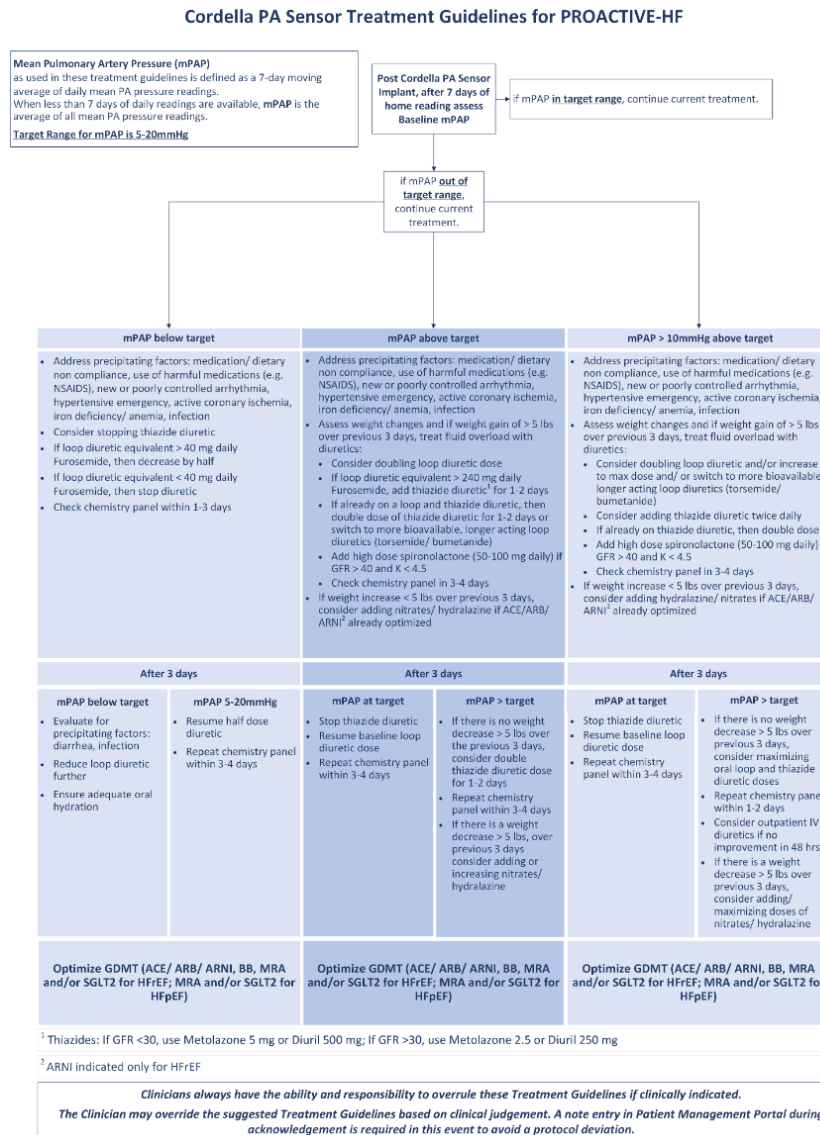 Cordella PA Sensor Treatment Guidelines for PROACTIVE-HF
Mean Pulmonary Artery Pressure (mPAP)
as used in these treatment guidelines is defined as a 7-day moving
average of daily mean PA pressure readings.
When less than 7 days of daily readings are available, mPAP is the
average of all mean PA pressure readings.
Target Range for mPAP is 5-20mmHg
Post Cordella PA Sensor
Implant, after 7 days of
home reading assess
Baseline mPAP
if mPAP in target range, continue current treatment.
if mPAP out of
target range,
continue current
treatment.
mPAP below target
• Address precipitating factors: medication/ dietary
non compliance, use of harmful medications (e.g.
NSAIDS), new or poorly controlled arrhythmia,
hypertensive emergency, active coronary ischemia,
iron deficiency/ anemia, infection
• Consider stopping thiazide diuretic
• If loop diuretic equivalent > 40 mg daily
Furosemide, then decrease by half
• If loop diuretic equivalent < 40 mg daily
Furosemide, then stop diuretic
• Check chemistry panel within 1-3 days
mPAP above target
• Address precipitating factors: medication/ dietary
non compliance, use of harmful medications (e.g.
NSAIDS), new or poorly controlled arrhythmia,
hypertensive emergency, active coronary ischemia,
iron deficiency/ anemia, infection
• Assess weight changes and if weight gain of > 5 lbs
over previous 3 days, treat fluid overload with
diuretics:
• Consider doubling loop diuretic dose
• If loop diuretic equivalent > 240 mg daily
Furosemide, add thiazide diuretic1 for 1-2 days
• If already on a loop and thiazide diuretic, then
double dose of thiazide diuretic for 1-2 days or
switch to more bioavailable, longer acting loop
diuretics (torsemide/ bumetanide)
• Add high dose spironolactone (50-100 mg daily) if
GFR > 40 and K < 4.5
• Check chemistry panel in 3-4 days
• If weight increase < 5 lbs over previous 3 days,
consider adding nitrates/ hydralazine if ACE/ARB/
ARNI2 already optimized
mPAP > 10mmHg above target
• Address precipitating factors: medication/ dietary
non compliance, use of harmful medications (e.g.
NSAIDS), new or poorly controlled arrhythmia,
hypertensive emergency, active coronary ischemia,
iron deficiency/ anemia, infection
• Assess weight changes and if weight gain of > 5 lbs
over previous 3 days, treat fluid overload with
diuretics:
• Consider doubling loop diuretic and/or increase
to max dose and/ or switch to more bioavailable
longer acting loop diuretics (torsemide/
bumetanide)
• Consider adding thiazide diuretic twice daily
• If already on thiazide diuretic, then double dose
• Add high dose spironolactone (50-100 mg daily)
GFR > 40 and K < 4.5
• Check chemistry panel in 3-4 days
• If weight increase < 5 lbs over previous 3 days,
consider adding hydralazine/ nitrates if ACE/ARB/
ARNI2 already optimized
After 3 days
After 3 days
After 3 days
mPAP below target
• Evaluate for
precipitating factors:
diarrhea, infection
• Reduce loop diuretic
further
• Ensure adequate oral
hydration
mPAP 5-20mmHg
• Resume half dose
diuretic
• Repeat chemistry panel
within 3-4 days
mPAP at target
• Stop thiazide diuretic
• Resume baseline loop
diuretic dose
• Repeat chemistry panel
within 3-4 days
mPAP > target
• If there is no weight
decrease > 5 lbs over
the previous 3 days,
consider double
thiazide diuretic dose
for 1-2 days
• Repeat chemistry
panel within 3-4 days
• If there is a weight
decrease > 5 lbs, over
previous 3 days
consider adding or
increasing nitrates/
hydralazine
mPAP at target
• Stop thiazide diuretic
• Resume baseline loop
diuretic dose
• Repeat chemistry
panel within 3-4 days
mPAP > target
• If there is no weight
decrease > 5 lbs over
previous 3 days,
consider maximizing
oral loop and thiazide
diuretic doses
• Repeat chemistry pane
within 1-2 days
• Consider outpatient IV
diuretics if no
improvement in 48 hrs
• If there is a weight
decrease > 5 lbs over
previous 3 days,
consider adding/
maximizing doses of
nitrates/ hydralazine
Optimize GDMT (ACE/ ARB/ ARNI, BB, MRA
and/or SGLT2 for HFrEF; MRA and/or SGLT2 for
HFpEF)
Optimize GDMT (ACE/ ARB/ ARNI, BB, MRA
and/or SGLT2 for HFrEF; MRA and/or SGLT2 for
HFpEF)
Optimize GDMT (ACE/ ARB/ ARNI, BB, MRA
and/or SGLT2 for HFrEF; MRA and/or SGLT2 fo
HFpEF)
1 Thiazides: If GFR <30, use Metolazone 5 mg or Diuril 500 mg; If GFR >30, use Metolazone 2.5 or Diuril 250 mg
2 ARNI indicated only for HFrEF
Clinicians always have the ability and responsibility to overrule these Treatment Guidelines if clinically indicated.
The Clinician may override the suggested Treatment Guidelines based on clinical judgement. A note entry in Patient Management Portal during
acknowledgement is required in this event to avoid a protocol deviation.